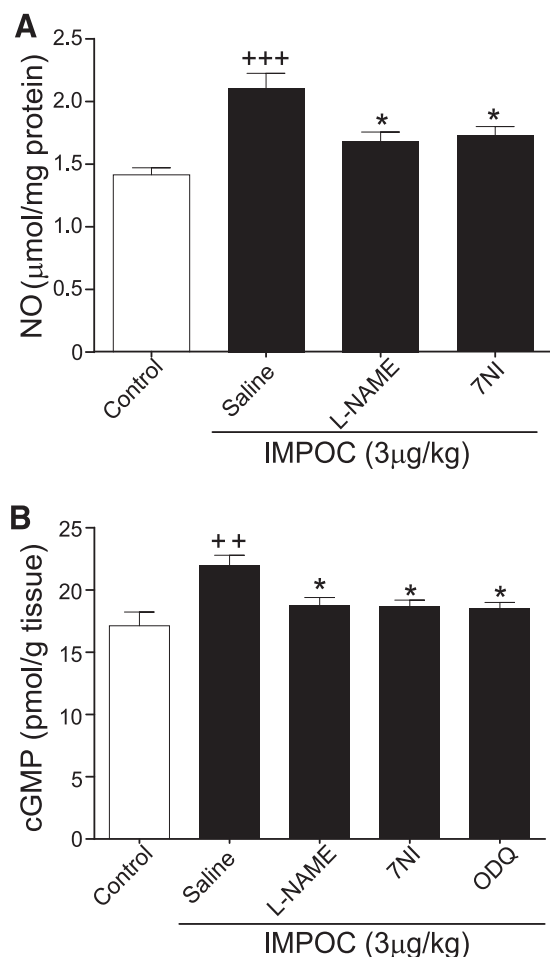 A
NO (μmol/mg protein)
2.5
2.0
1.5
1.0
0.5
0
+++
*
*
Control
Saline
L-NAME
7NI
IMPOC (3μg/kg)
B
cGMP (pmol/g tissue)
25
20
15
10
5
0
++
*
*
*
Control
Saline
L-NAME
7NI
ODQ
IMPOC (3μg/kg)